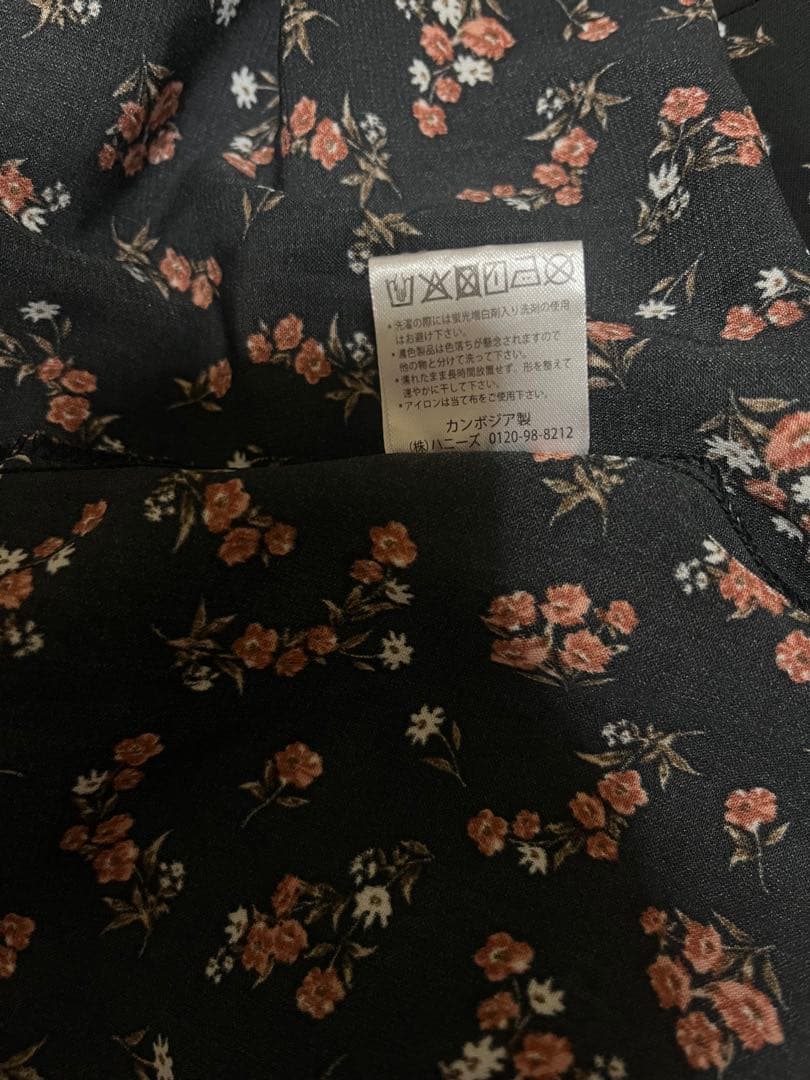 ・洗濯の際には蛍光増白剤入り洗剤の使用
はお避け下さい。
・濃色製品は色落ちが懸念されますので
他の物と分けて洗って下さい。
・濡れたまま長時間放置せず、形を整えて
速やかに干して下さい。
・アイロンは当て布をご使用下さい。
カンボジア製
(株)ハニーズ 0120-98-8212